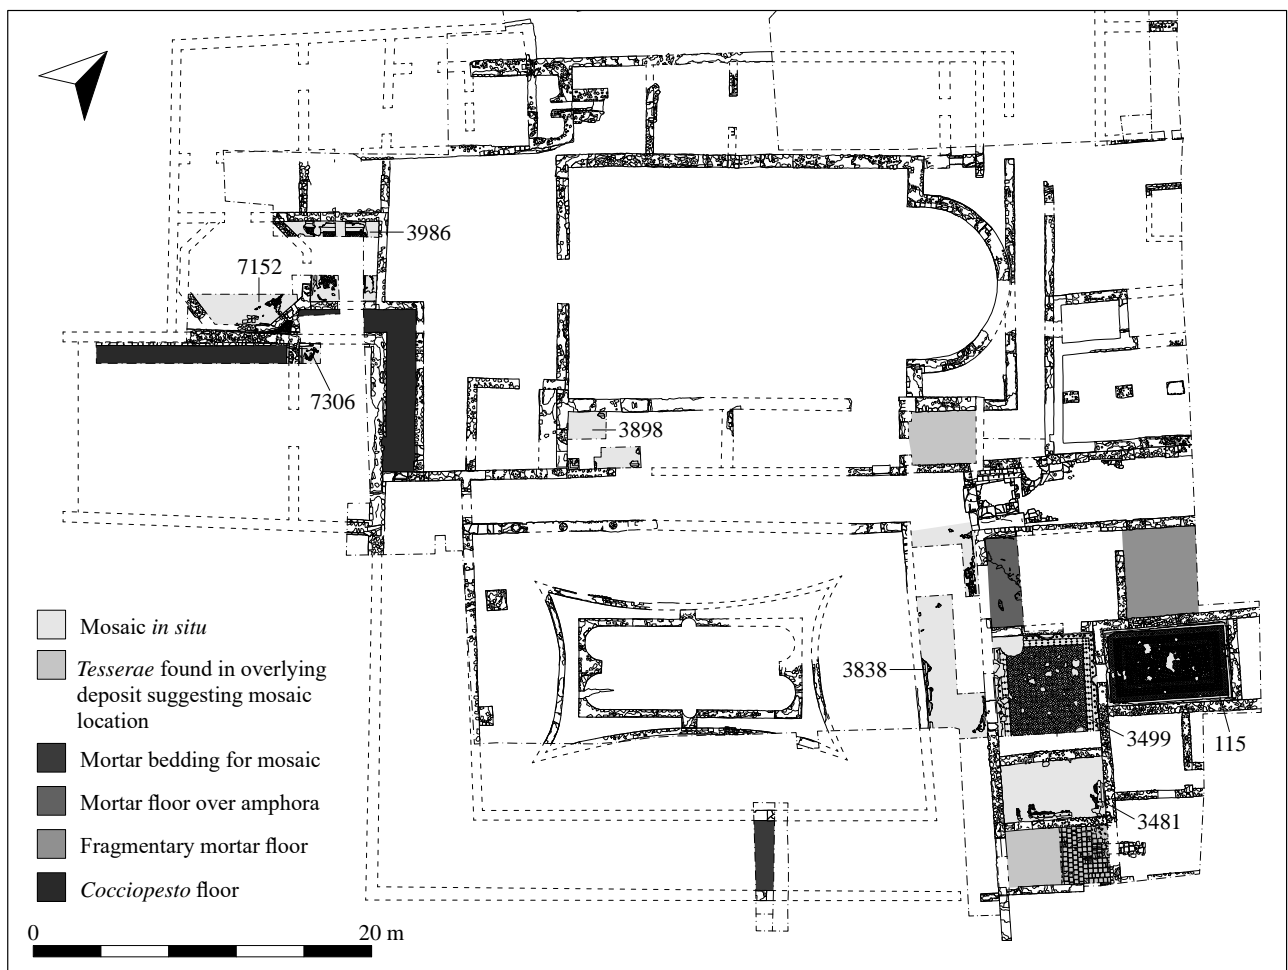 3986
7152
7306
3898
3838
3499
115
3481
Mosaic in situ
Tesserae found in overlying
deposit suggesting mosaic
location
Mortar bedding for mosaic
Mortar floor over amphora
Fragmentary mortar floor
Cocciopesto floor
0 20 m